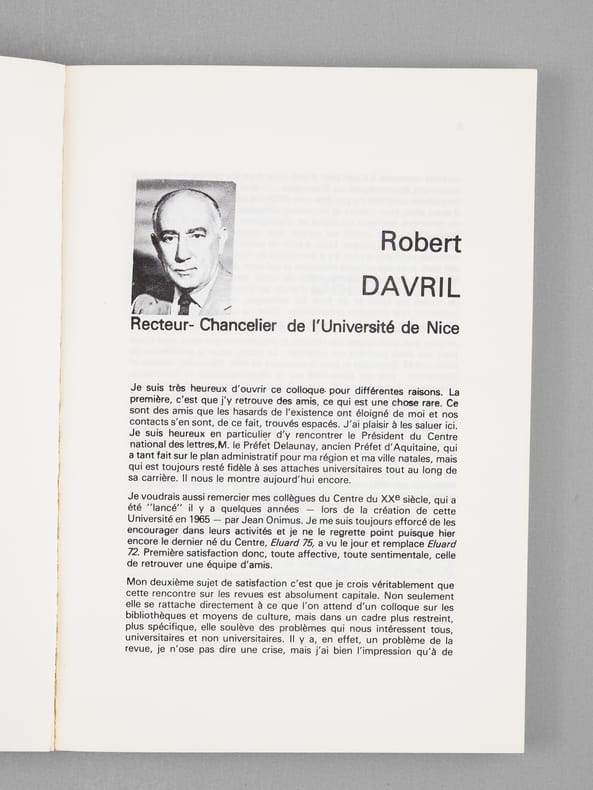 Robert
DAVRIL
Recteur- Chancelier de l'Université de Nice
Je suis très heureux d'ouvrir ce colloque pour différentes raisons. La
première, c'est que j'y retrouve des amis, ce qui est une chose rare. Ce
sont des amis que les hasards de l'existence ont éloigné de moi et nos
contacts s'en sont, de ce fait, trouvés espacés. J'ai plaisir à les saluer ici.
Je suis heureux en particulier d'y rencontrer le Président du Centre
national des lettres,M. le Préfet Delaunay, ancien Préfet d'Aquitaine, qui
a tant fait sur le plan administratif pour ma région et ma ville natales, mais
qui est toujours resté fidèle à ses attaches universitaires tout au long de
sa carrière. Il nous le montre aujourd'hui encore.
Je voudrais aussi remercier mes collègues du Centre du XXe siècle, qui a
été "lancé" il y a quelques années — lors de la création de cette
Université en 1965 — par Jean Onimus. Je me suis toujours efforcé de les
encourager dans leurs activités et je ne le regrette point puisque hier
encore le dernier né du Centre, Eluard 75, a vu le jour et remplace Eluard
72. Première satisfaction donc, toute affective, toute sentimentale, celle
de retrouver une équipe d'amis.
Mon deuxième sujet de satisfaction c'est que je crois véritablement que
cette rencontre sur les revues est absolument capitale. Non seulement
elle se rattache directement à ce que l'on attend d'un colloque sur les
bibliothèques et moyens de culture, mais dans un cadre plus restreint,
plus spécifique, elle soulève des problèmes qui nous intéressent tous,
universitaires et non universitaires. Il y a, en effet, un problème de la
revue, je n'ose pas dire une crise, mais j'ai bien l'impression qu'à de